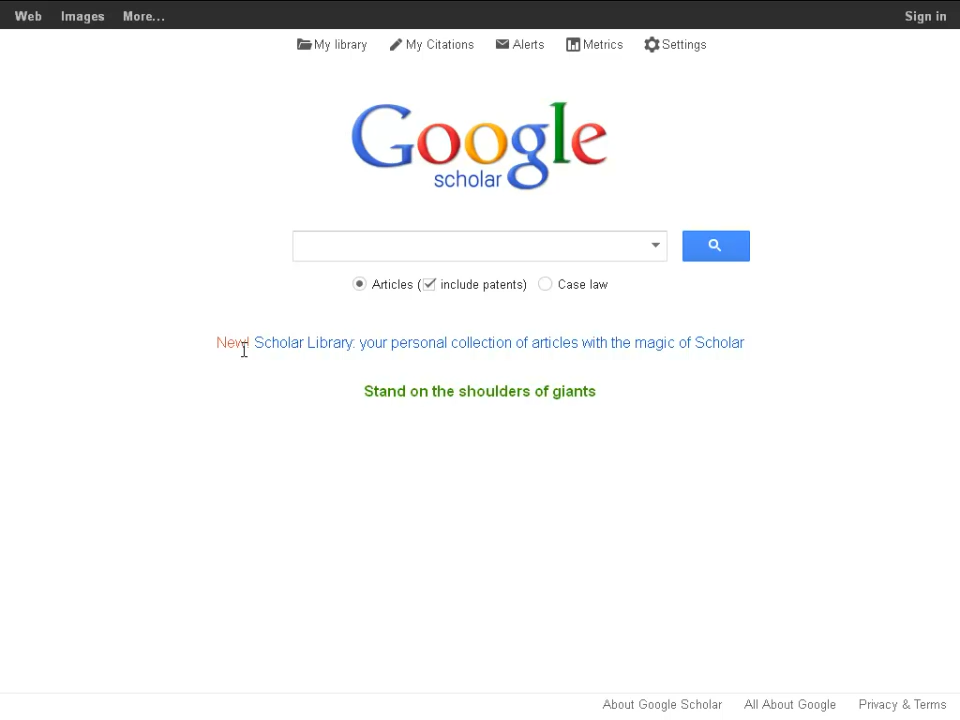 Web Images More... Sign in
My library My Citations Alerts Metrics Settings
Google
scholar
Articles ( include patents) Case law
New! Scholar Library: your personal collection of articles with the magic of Scholar
Stand on the shoulders of giants
About Google Scholar All About Google Privacy & Terms